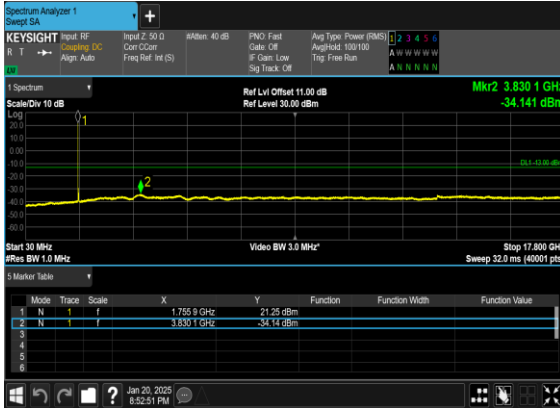 Spectrum Analyzer 1
Swept SA
+
KEYSIGHT Input: RF Input Z: 50 Ω #Atten: 40 dB PNO: Fast Avg Type: Power (RMS) 1 2 3 4 5 6
R T Coupling: DC Corr CCorr Gate: Off Avg|Hold: 100/100 A W W W W W
Align: Auto Freq Ref: Int (S) IF Gain: Low Trig: Free Run
Sig Track: Off A N N N N N
1 Spectrum Ref Lvl Offset 11.00 dB Mkr2 3.830 1 GHz
Scale/Div 10 dB Ref Level 30.00 dBm -34.141 dBm
Log
20.0
10.0
0.00
-10.0
DL1 -13.00 dBm
-20.0
-30.0
-40.0
-50.0
-60.0
1
2
Start 30 MHz Video BW 3.0 MHz* Stop 17.800 GHz
#Res BW 1.0 MHz Sweep 32.0 ms (40001 pts)
5 Marker Table
Mode Trace Scale X Y Function Function Width Function Value
1 N 1 f 1.755 9 GHz 21.25 dBm
2 N 1 f 3.830 1 GHz -34.14 dBm
3
4
5
6
? Jan 20, 2025
8:52:51 PM